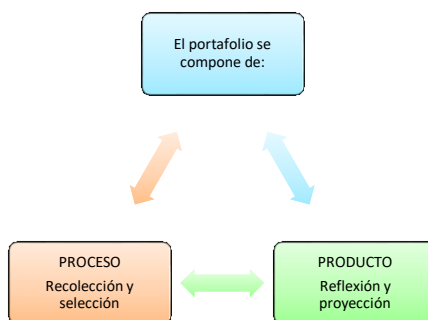 El portafolio se
compone de:
PROCESO
Recolección y
selección
PRODUCTO
Reflexión y
proyección